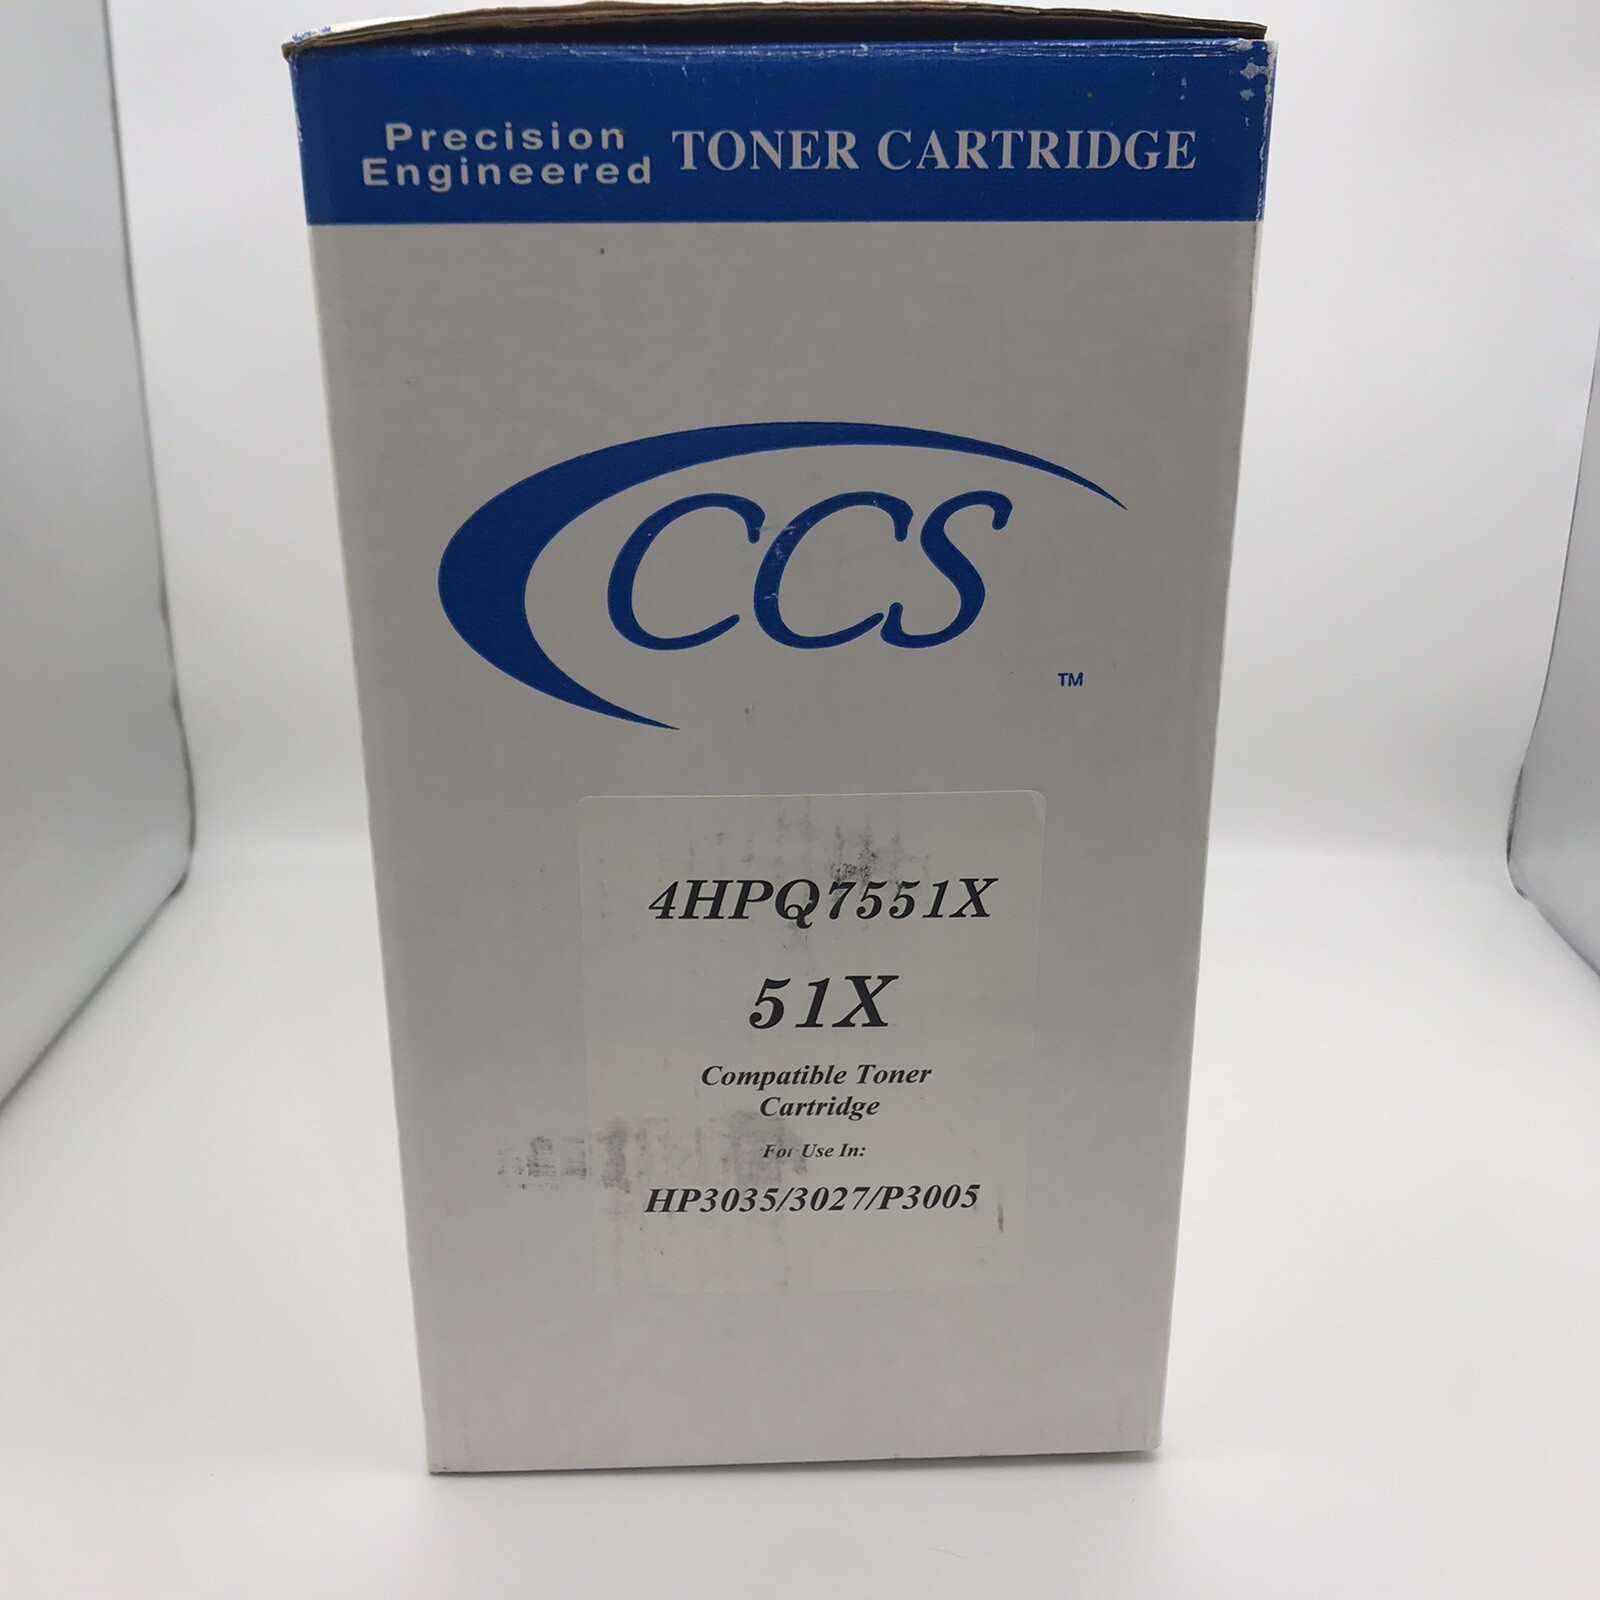 Precision
Engineered
TONER CARTRIDGE
CCS
TM
4HPQ7551X
51X
Compatible Toner
Cartridge
For Use In:
HP3035/3027/P3005